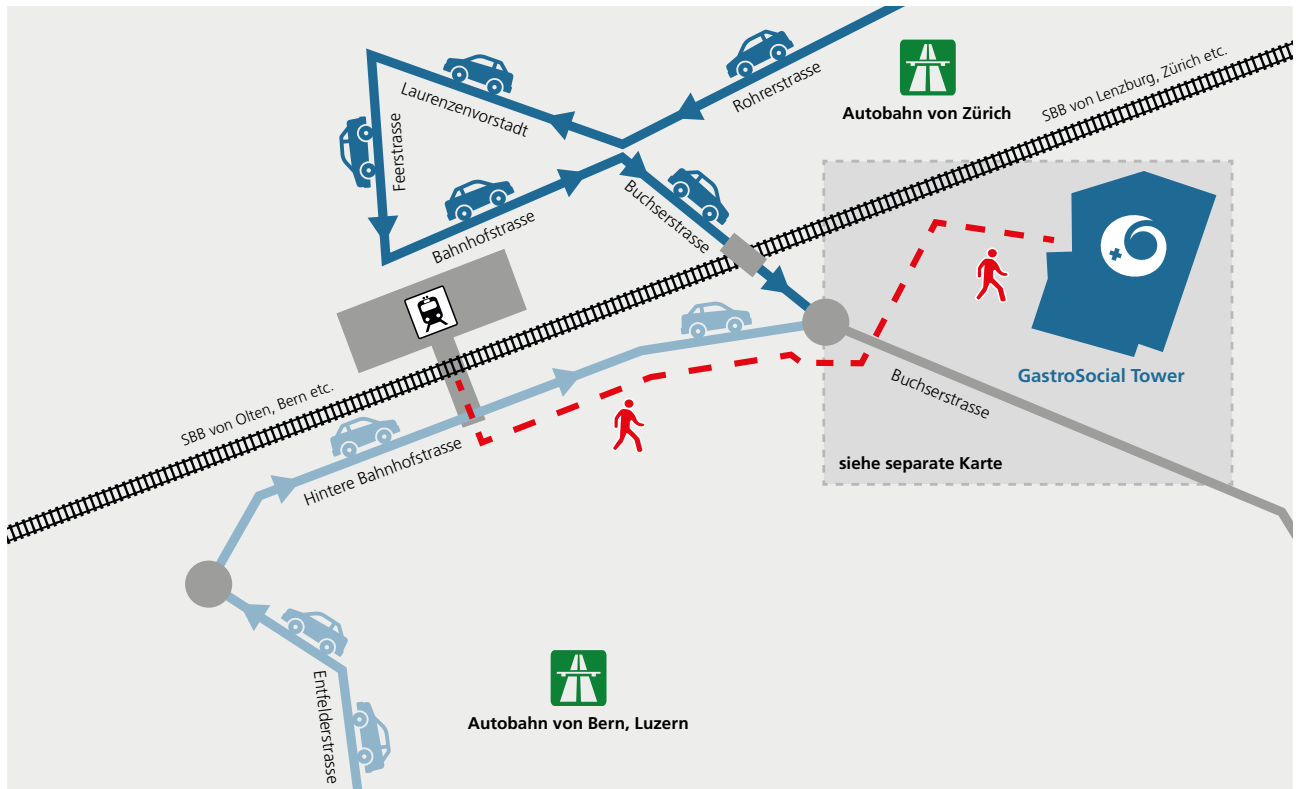 Laurenzenvorstadt
Rohrerstrasse
Autobahn von Zürich
SBB von Lenzburg, Zürich etc.
Feerstrasse
Bahnhofstrasse
Buchserstrasse
GastroSocial Tower
Buchserstrasse
SBB von Olten, Bern etc.
Hintere Bahnhofstrasse
siehe separate Karte
Entfelderstrasse
Autobahn von Bern, Luzern